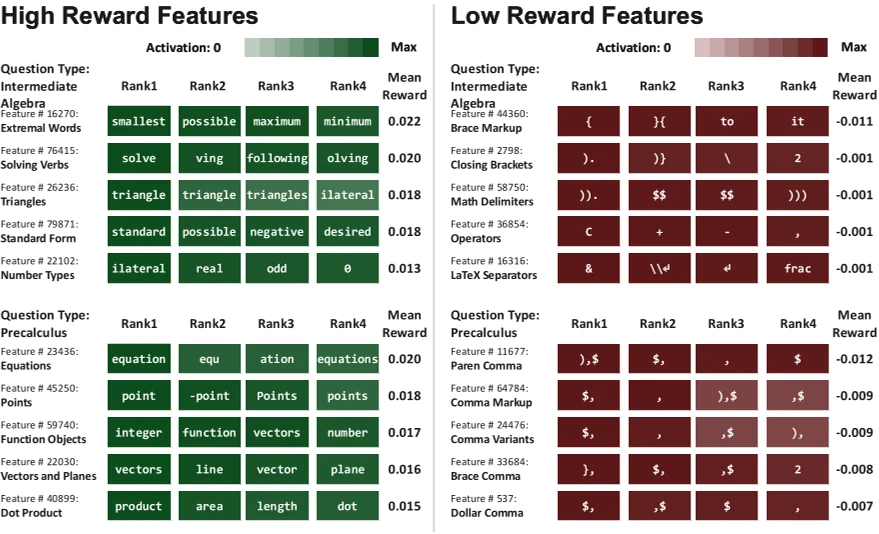 High Reward Features
Activation: 0 Max
Question Type: Intermediate Algebra Rank1 Rank2 Rank3 Rank4 Mean Reward
Feature # 16270: Extremal Words smallest possible maximum minimum 0.022
Feature # 76415: Solving Verbs solve ving following olving 0.020
Feature # 26236: Triangles triangle triangle triangles ilateral 0.018
Feature # 79871: Standard Form standard possible negative desired 0.018
Feature # 22102: Number Types ilateral real odd 0 0.013
Question Type: Precalculus Rank1 Rank2 Rank3 Rank4 Mean Reward
Feature # 23436: Equations equation equ ation equations 0.020
Feature # 45250: Points point -point Points points 0.018
Feature # 59740: Function Objects integer function vectors number 0.017
Feature # 22030: Vectors and Planes vectors line vector plane 0.016
Feature # 40899: Dot Product product area length dot 0.015
Low Reward Features
Activation: 0 Max
Question Type: Intermediate Algebra Rank1 Rank2 Rank3 Rank4 Mean Reward
Feature # 44360: Brace Markup { }{ to it -0.011
Feature # 2798: Closing Brackets ). )} \ 2 -0.001
Feature # 58750: Math Delimiters )). $$ $$ ))) -0.001
Feature # 36854: Operators C + - , -0.001
Feature # 16316: LaTeX Separators & \\↲ ↲ frac -0.001
Question Type: Precalculus Rank1 Rank2 Rank3 Rank4 Mean Reward
Feature # 11677: Paren Comma ),$ $, , $ -0.012
Feature # 64784: Comma Markup $, , ),$ ,$ -0.009
Feature # 24476: Comma Variants $, , ,$ ), -0.009
Feature # 33684: Brace Comma }, $, ,$ 2 -0.008
Feature # 537: Dollar Comma $, ,$ $ , -0.007